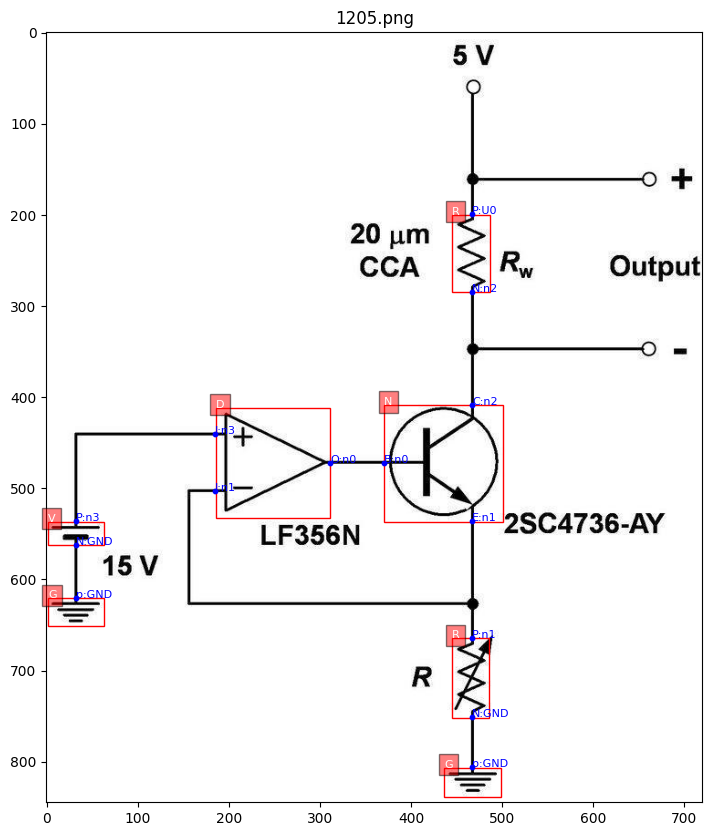 1205.png
5 V
+
R P:U0
20 μm
CCA
Rw
Output
N:n2
-
D
N C:n2
+ i:n3
O:n0
B:n0
− i:n1
V P:n3
E:n1
2SC4736-AY
LF356N
N:GND
15 V
G p:GND
R P:n1
R
N:GND
G p:GND
0
100
200
300
400
500
600
700
800
0 100 200 300 400 500 600 700